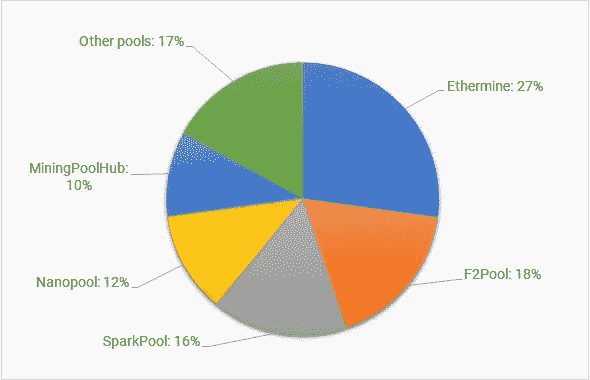 Other pools: 17%
Ethermine: 27%
MiningPoolHub:
10%
F2Pool: 18%
Nanopool: 12%
SparkPool: 16%